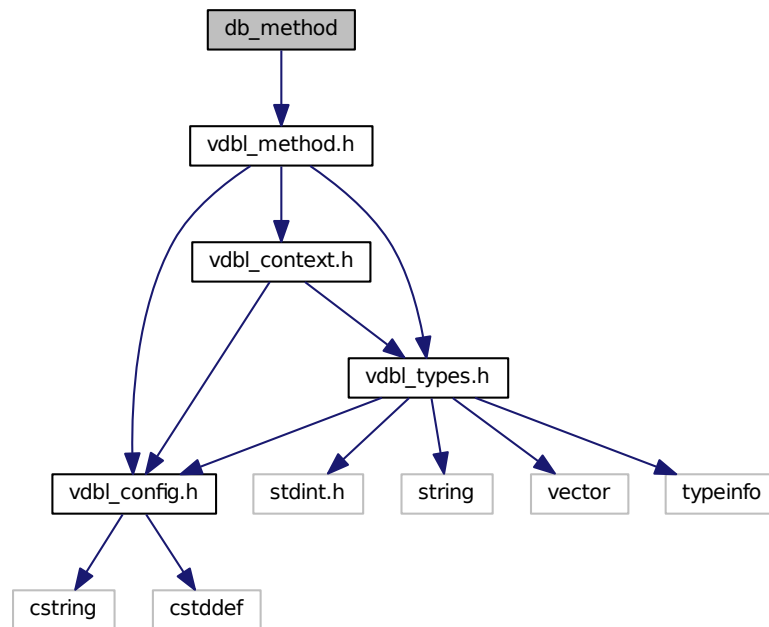 db_method
vdbl_method.h
vdbl_context.h
vdbl_types.h
vdbl_config.h
stdint.h
string
vector
typeinfo
cstring
cstddef